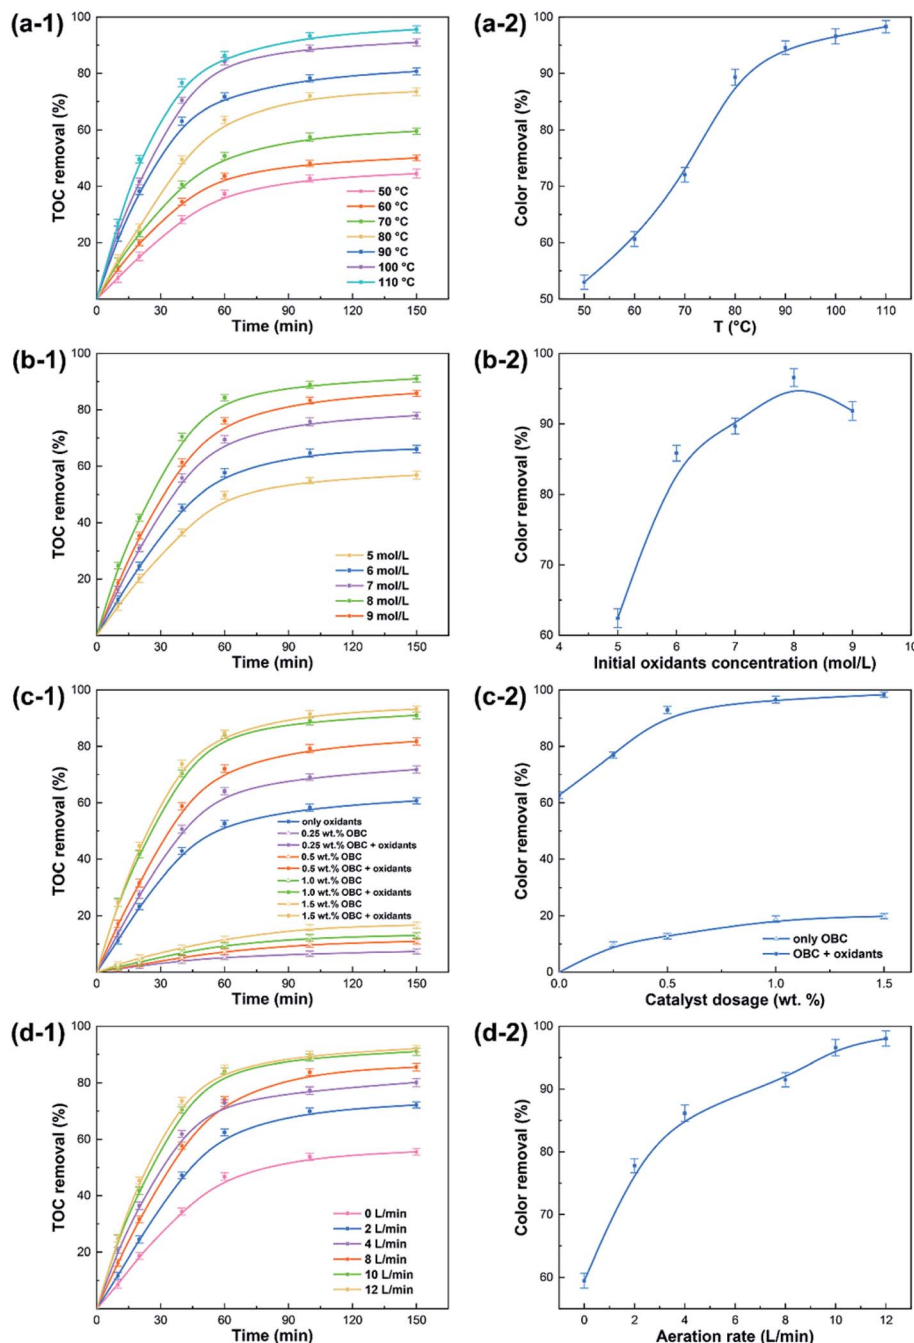 (a-1)
100
80
60
40
20
TOC removal (%)
50 °C
60 °C
70 °C
80 °C
90 °C
100 °C
110 °C
0 30 60 90 120 150
Time (min)
(a-2)
100
90
80
70
60
50
Color removal (%)
50 60 70 80 90 100 110
T (°C)
(b-1)
100
80
60
40
20
TOC removal (%)
5 mol/L
6 mol/L
7 mol/L
8 mol/L
9 mol/L
0 30 60 90 120 150
Time (min)
(b-2)
100
90
80
70
60
Color removal (%)
4 5 6 7 8 9 10
Initial oxidants concentration (mol/L)
(c-1)
100
80
60
40
20
0
TOC removal (%)
only oxidants
0.25 wt.% OBC
0.25 wt.% OBC + oxidants
0.5 wt.% OBC
0.5 wt.% OBC + oxidants
1.0 wt.% OBC
1.0 wt.% OBC + oxidants
1.5 wt.% OBC
1.5 wt.% OBC + oxidants
0 30 60 90 120 150
Time (min)
(c-2)
100
80
60
40
20
0
Color removal (%)
only OBC
OBC + oxidants
0.0 0.5 1.0 1.5
Catalyst dosage (wt. %)
(d-1)
100
80
60
40
20
TOC removal (%)
0 L/min
2 L/min
4 L/min
8 L/min
10 L/min
12 L/min
0 30 60 90 120 150
Time (min)
(d-2)
100
90
80
70
60
Color removal (%)
0 2 4 6 8 10 12
Aeration rate (L/min)